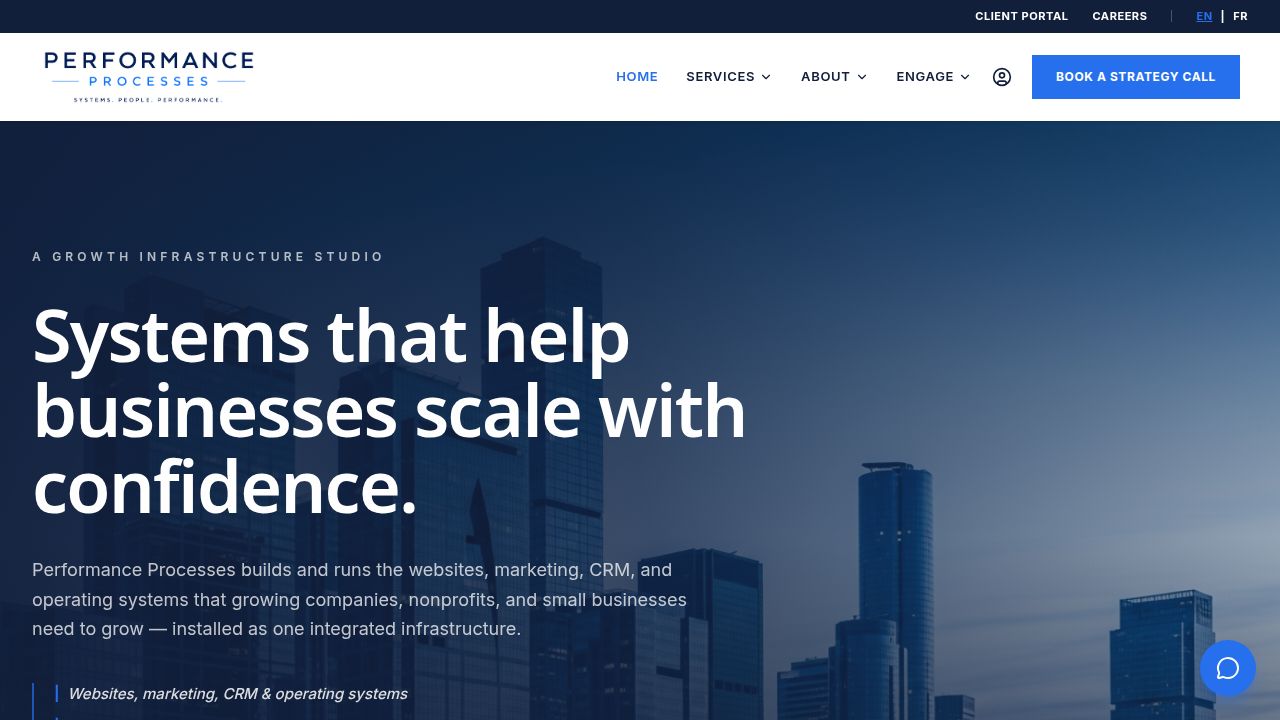 CLIENT PORTAL CAREERS EN | FR
PERFORMANCE
PROCESSES
SYSTEMS. PEOPLE. PERFORMANCE.
HOME SERVICES ABOUT ENGAGE BOOK A STRATEGY CALL
A GROWTH INFRASTRUCTURE STUDIO
Systems that help
businesses scale with
confidence.
Performance Processes builds and runs the websites, marketing, CRM, and
operating systems that growing companies, nonprofits, and small businesses
need to grow — installed as one integrated infrastructure.
Websites, marketing, CRM & operating systems